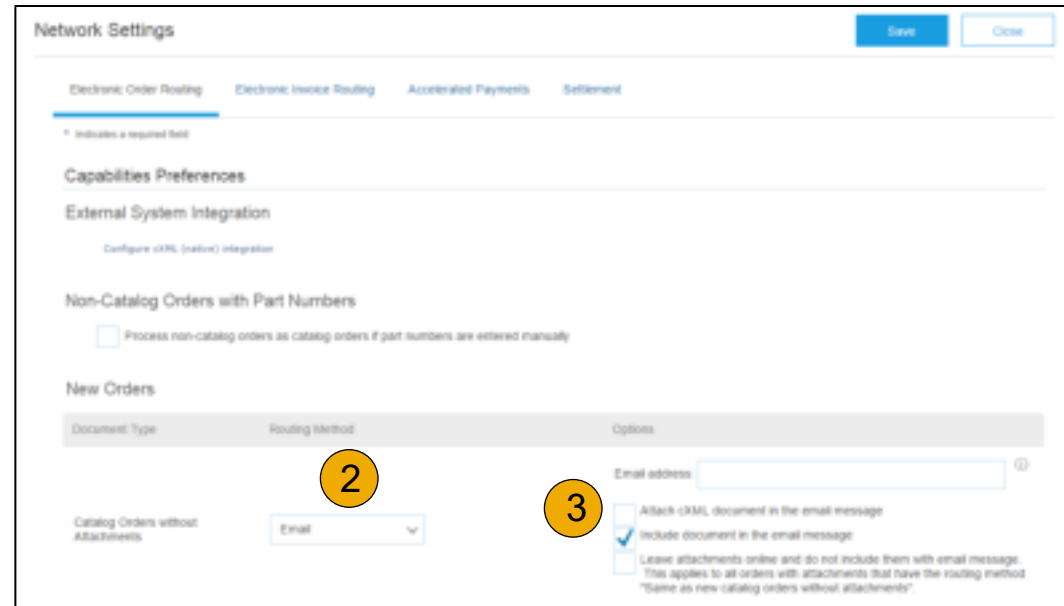 Network Settings
Save
Close
Electronic Order Routing
Electronic Invoice Routing
Accelerated Payments
Settlement
* Indicates a required field
Capabilities Preferences
External System Integration
Configure cXML (native) integration
Non-Catalog Orders with Part Numbers
Process non-catalog orders as catalog orders if part numbers are entered manually
New Orders
Document Type
Routing Method
Options
2
Email address:
3
Attach cXML document in the email message
Catalog Orders without
Attachments
Email
Include document in the email message
Leave attachments online and do not include them with email message.
This applies to all orders with attachments that have the routing method
"Same as new catalog orders without attachments".